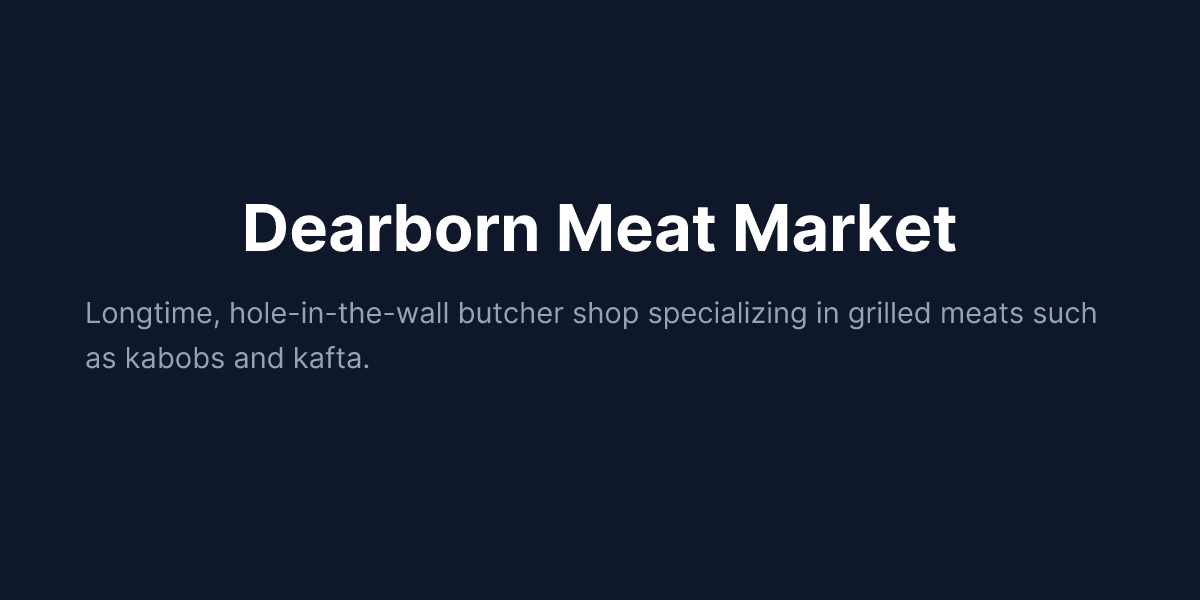 Dearborn Meat Market
Longtime, hole-in-the-wall butcher shop specializing in grilled meats such
as kabobs and kafta.